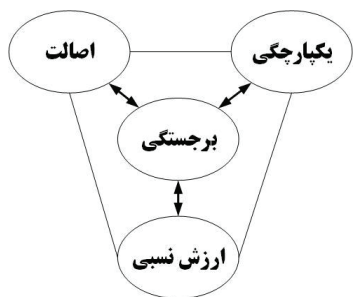 یکپارچگی
اصالت
برجستگی
ارزش نسبی